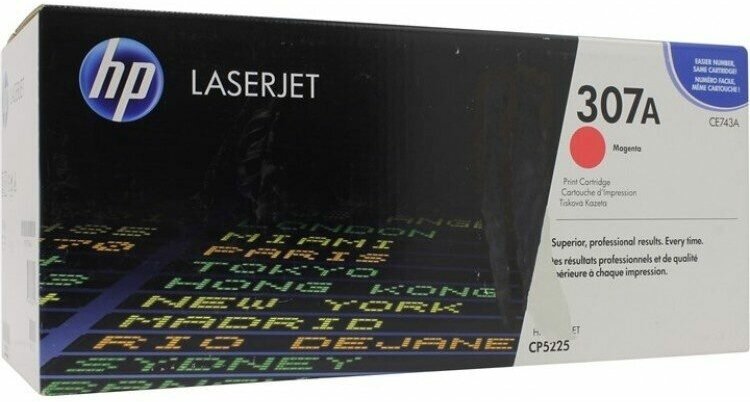 hp
LASERJET
EASIER NUMBER,
SAME CARTRIDGE!
NUMÉRO FACILE,
MÊME CARTOUCHE!
307A
CE743A
Magenta
Print Cartridge
Cartouche d'impression
Tisková Kazeta
Superior, professional results. Every time.
résultats professionnels et de qualité
à chaque impression.
CP5225
LONDON
MIAMI
PARIS
TOKYO
HONG KONG
NEW YORK
MADRID
RIO DEJANE
SYDNEY